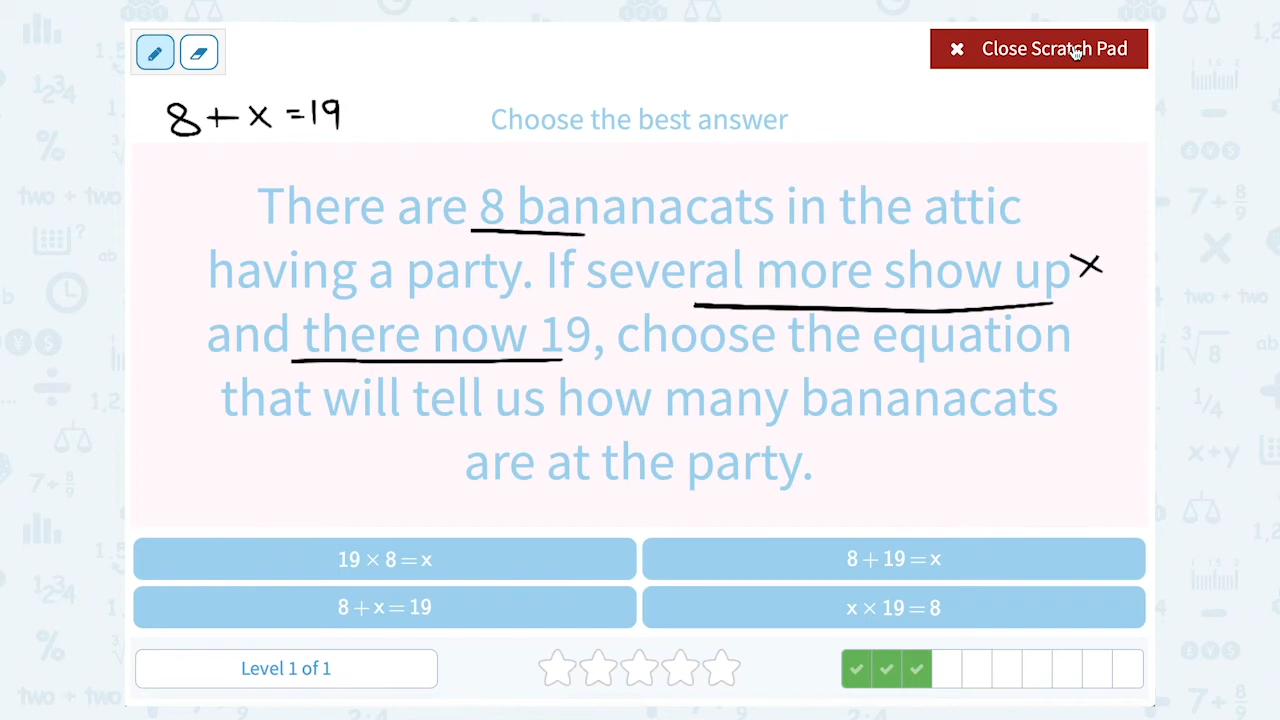 ✖ Close Scratch Pad
8 + x = 19
Choose the best answer
There are 8 bananacats in the attic
having a party. If several more show up x
and there now 19, choose the equation
that will tell us how many bananacats
are at the party.
19 × 8 = x
8 + 19 = x
8 + x = 19
x × 19 = 8
Level 1 of 1